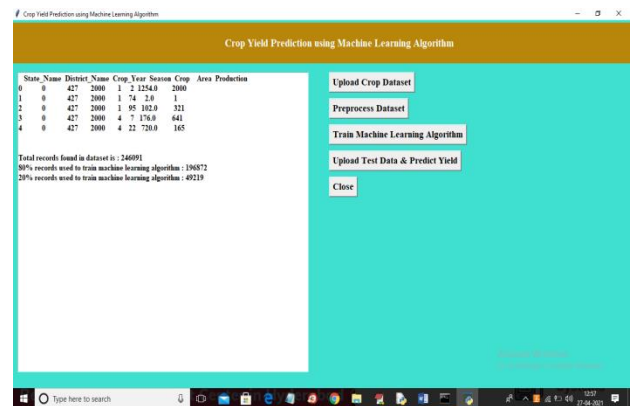 Crop Yield Prediction using Machine Learning Algorithm
Crop Yield Prediction using Machine Learning Algorithm
State_Name District_Name Crop_Year Season Crop Area Production
0 0 427 2000 1 2 1254.0 2000
1 0 427 2000 1 74 2.0 1
2 0 427 2000 1 95 102.0 321
3 0 427 2000 4 7 176.0 641
4 0 427 2000 4 22 720.0 165
Total records found in dataset is : 246091
80% records used to train machine learning algorithm : 196872
20% records used to train machine learning algorithm : 49219
Upload Crop Dataset
Preprocess Dataset
Train Machine Learning Algorithm
Upload Test Data & Predict Yield
Close
Type here to search
12:57
27-04-2021